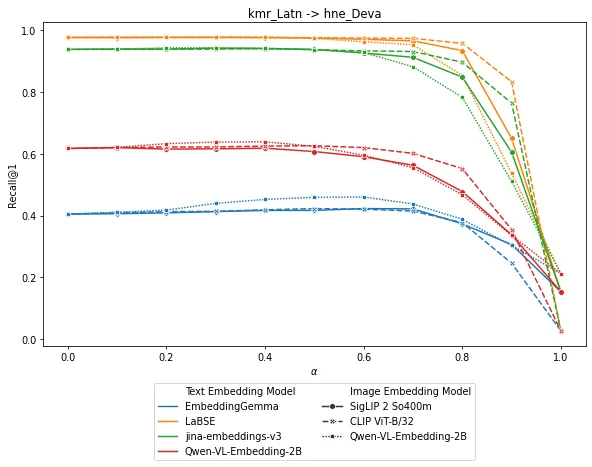 kmr_Latn -> hne_Deva
Recall@1
1.0
0.8
0.6
0.4
0.2
0.0
0.0 0.2 0.4 0.6 0.8 1.0
α
Text Embedding Model Image Embedding Model
EmbeddingGemma SigLIP 2 So400m
LaBSE CLIP ViT-B/32
jina-embeddings-v3 Qwen-VL-Embedding-2B
Qwen-VL-Embedding-2B